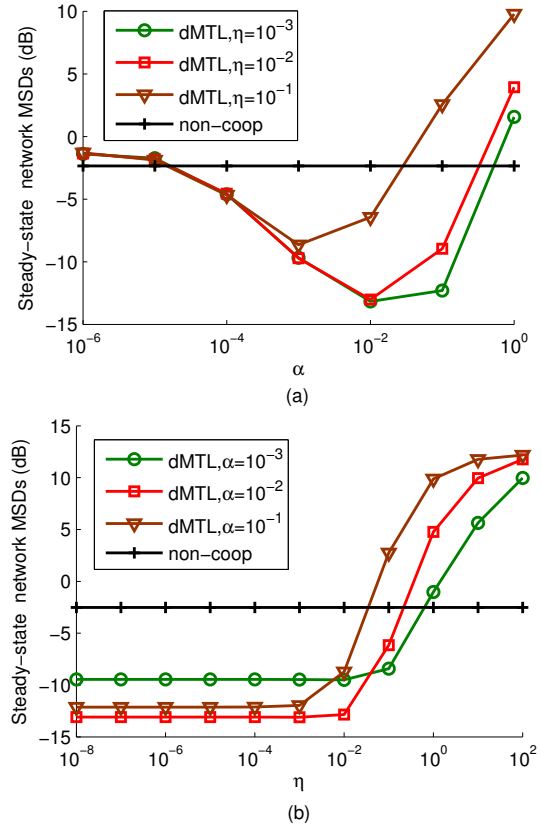 10
5
0
−5
−10
−15
Steady-state network MSDs (dB)
dMTL,η=10⁻³
dMTL,η=10⁻²
dMTL,η=10⁻¹
non-coop
10⁻⁶ 10⁻⁴ 10⁻² 10⁰
α
(a)
15
10
5
0
−5
−10
−15
Steady-state network MSDs (dB)
dMTL,α=10⁻³
dMTL,α=10⁻²
dMTL,α=10⁻¹
non-coop
10⁻⁸ 10⁻⁶ 10⁻⁴ 10⁻² 10⁰ 10²
η
(b)